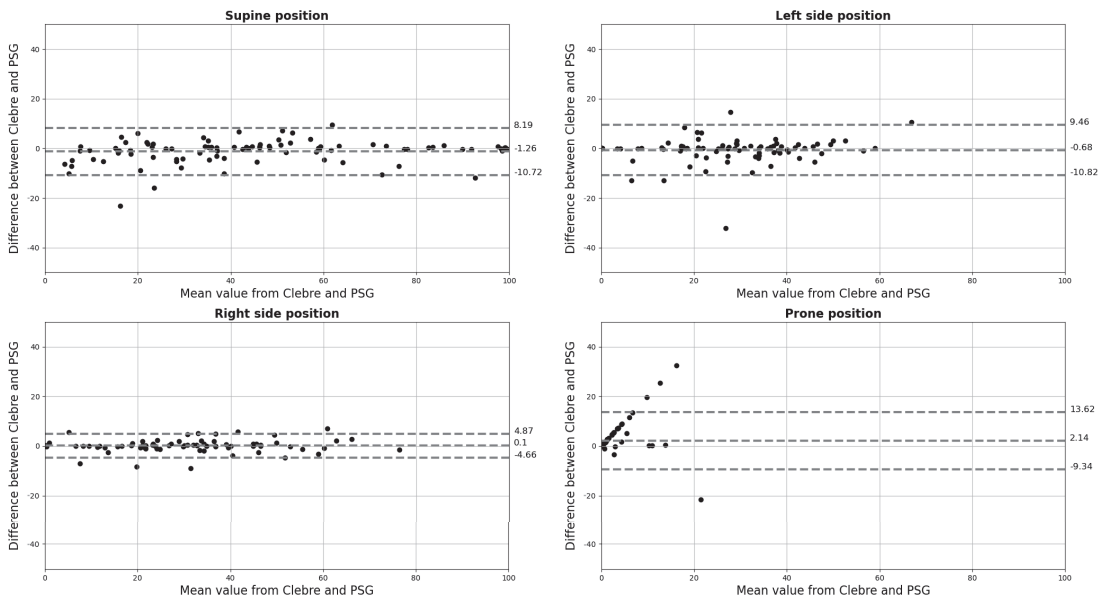 Supine position
Difference between Clebre and PSG
40
20
0
-20
-40
8.19
-1.26
-10.72
0 20 40 60 80 100
Mean value from Clebre and PSG
Left side position
Difference between Clebre and PSG
40
20
0
-20
-40
9.46
-0.68
-10.82
0 20 40 60 80 100
Mean value from Clebre and PSG
Right side position
Difference between Clebre and PSG
40
20
0
-20
-40
4.87
0.1
-4.66
0 20 40 60 80 100
Mean value from Clebre and PSG
Prone position
Difference between Clebre and PSG
40
20
0
-20
-40
13.62
2.14
-9.34
0 20 40 60 80 100
Mean value from Clebre and PSG